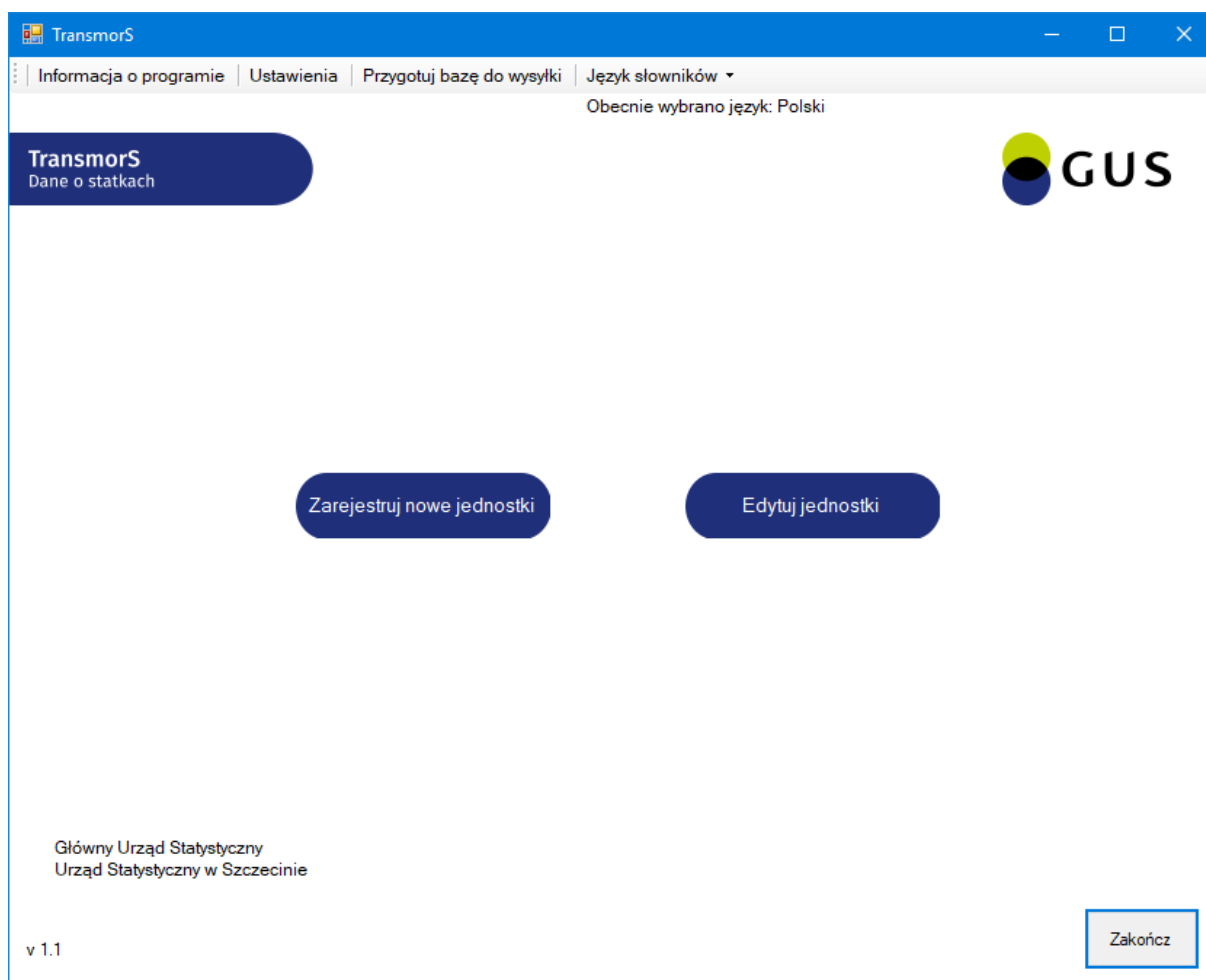 TransmorS
Informacja o programie Ustawienia Przygotuj bazę do wysyłki Język słowników
Obecnie wybrano język: Polski
TransmorS
Dane o statkach
GUS
Zarejestruj nowe jednostki Edytuj jednostki
Główny Urząd Statystyczny
Urząd Statystyczny w Szczecinie
Zakończ
v 1.1